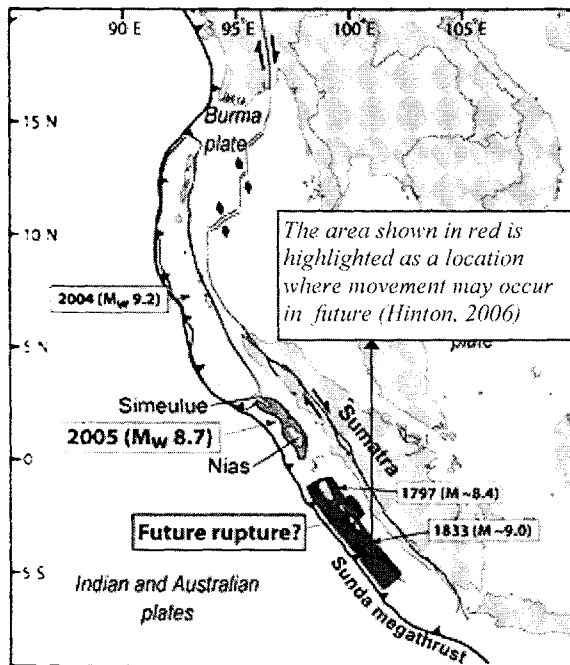 90 E
95 E
100 E
105 E
Burma
plate
15 N
10 N
The area shown in red is
highlighted as a location
where movement may occur
in future (Hinton, 2006)
plate
2004 (Mw 9.2)
5 N
Simeulue
2005 (Mw 8.7)
Nias
Sumatra
0
1797 (M ~8.4)
Future rupture?
1833 (M ~9.0)
5 S
Indian and Australian
plates
Sunda megathrust